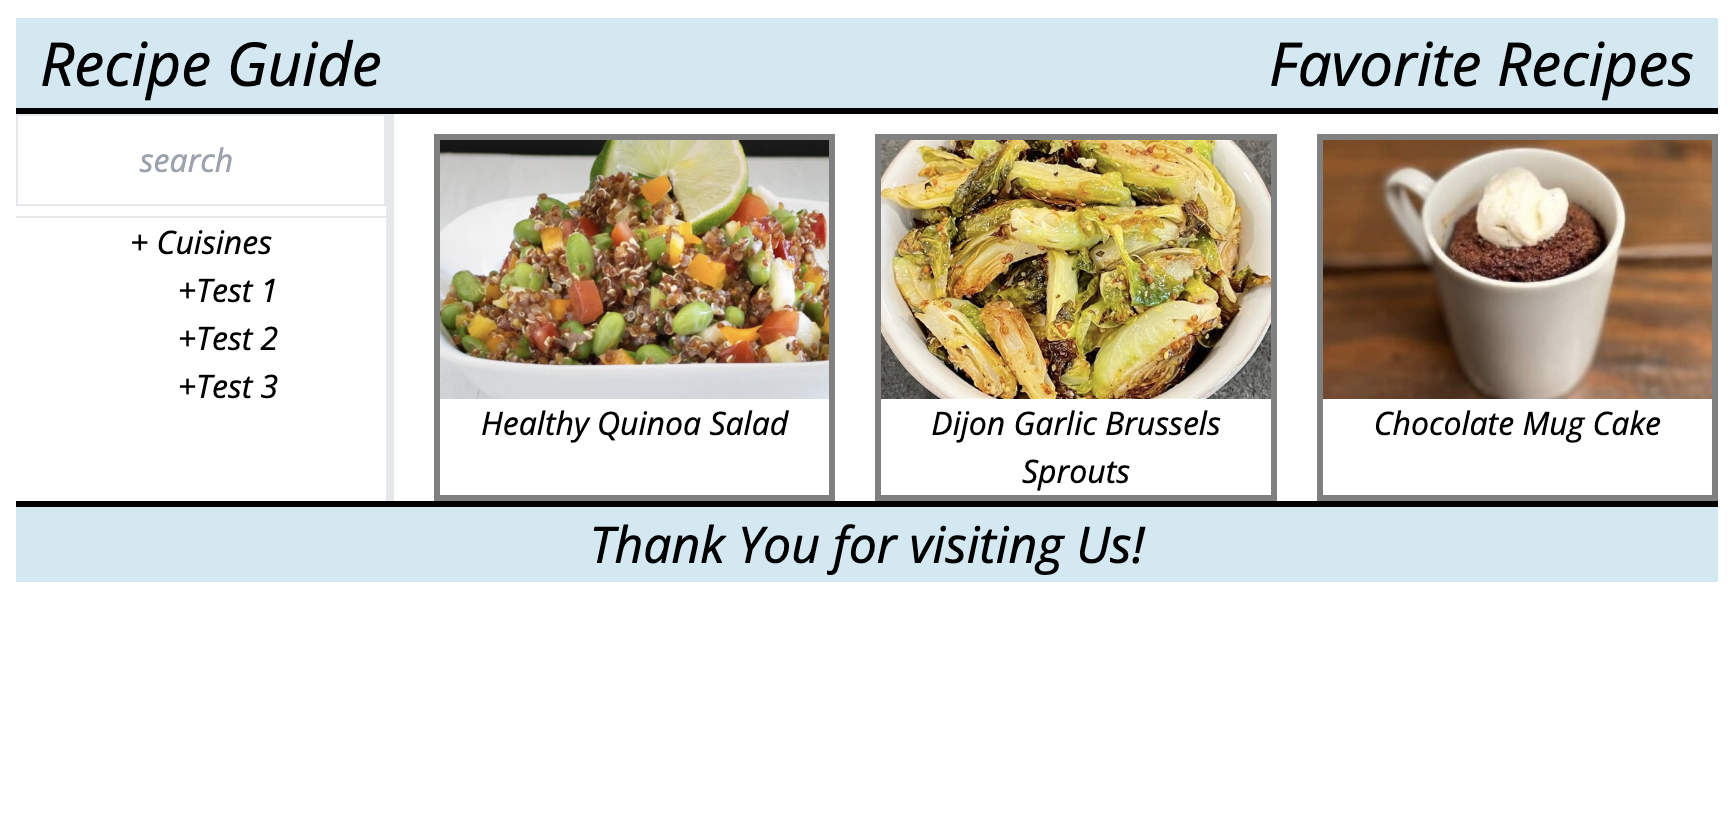 Recipe Guide
Favorite Recipes
search
+ Cuisines
+Test 1
+Test 2
+Test 3
Healthy Quinoa Salad
Dijon Garlic Brussels
Sprouts
Chocolate Mug Cake
Thank You for visiting Us!